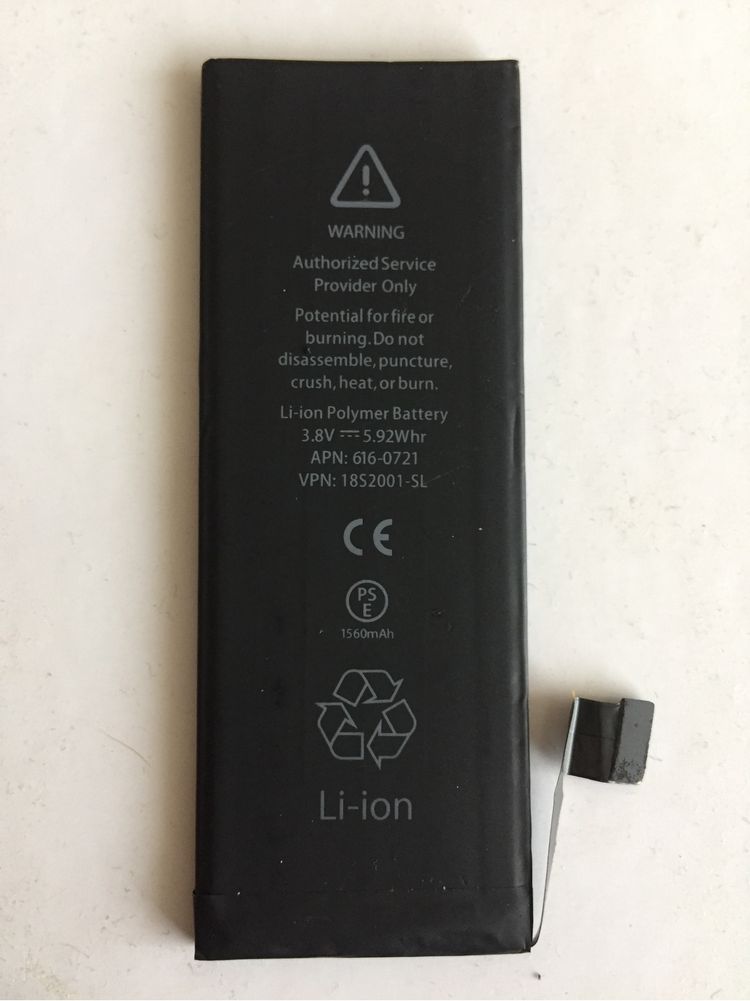 WARNING
Authorized Service
Provider Only
Potential for fire or
burning. Do not
disassemble, puncture,
crush, heat, or burn.
Li-ion Polymer Battery
3.8V ⎓ 5.92Whr
APN: 616-0721
VPN: 18S2001-SL
CE
PS
E
1560mAh
Li-ion